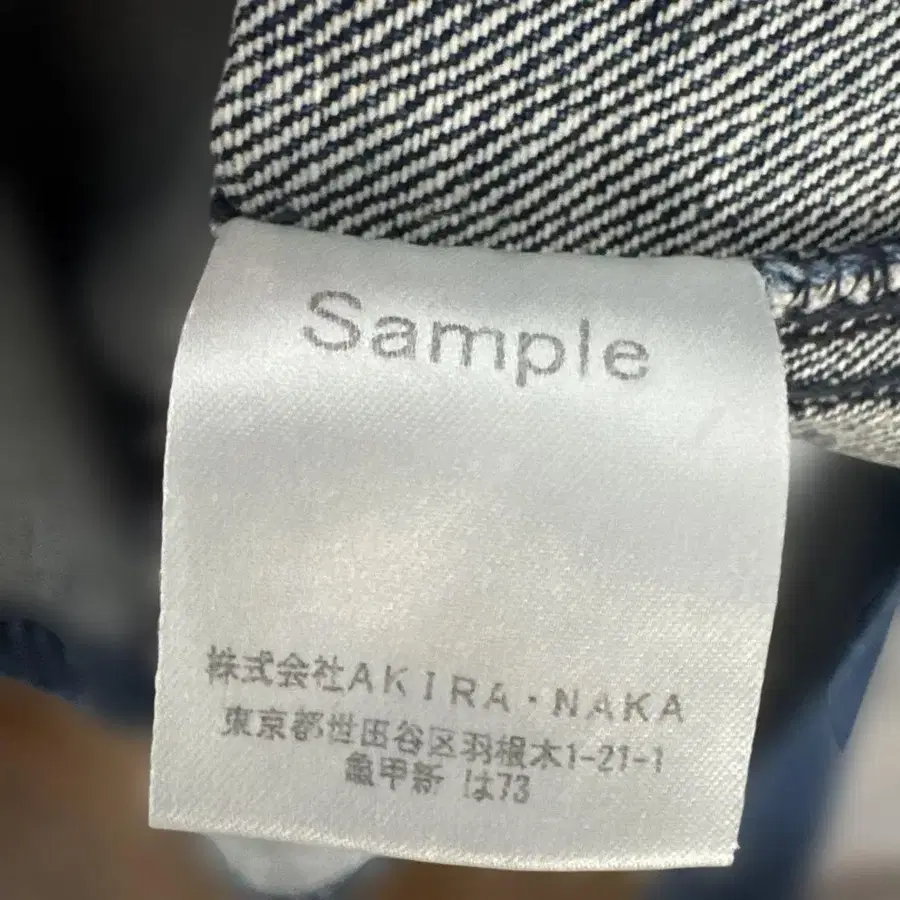 Sample
株式会社AKIRA・NAKA
東京都世田谷区羽根木1-21-1
亀甲新 は73